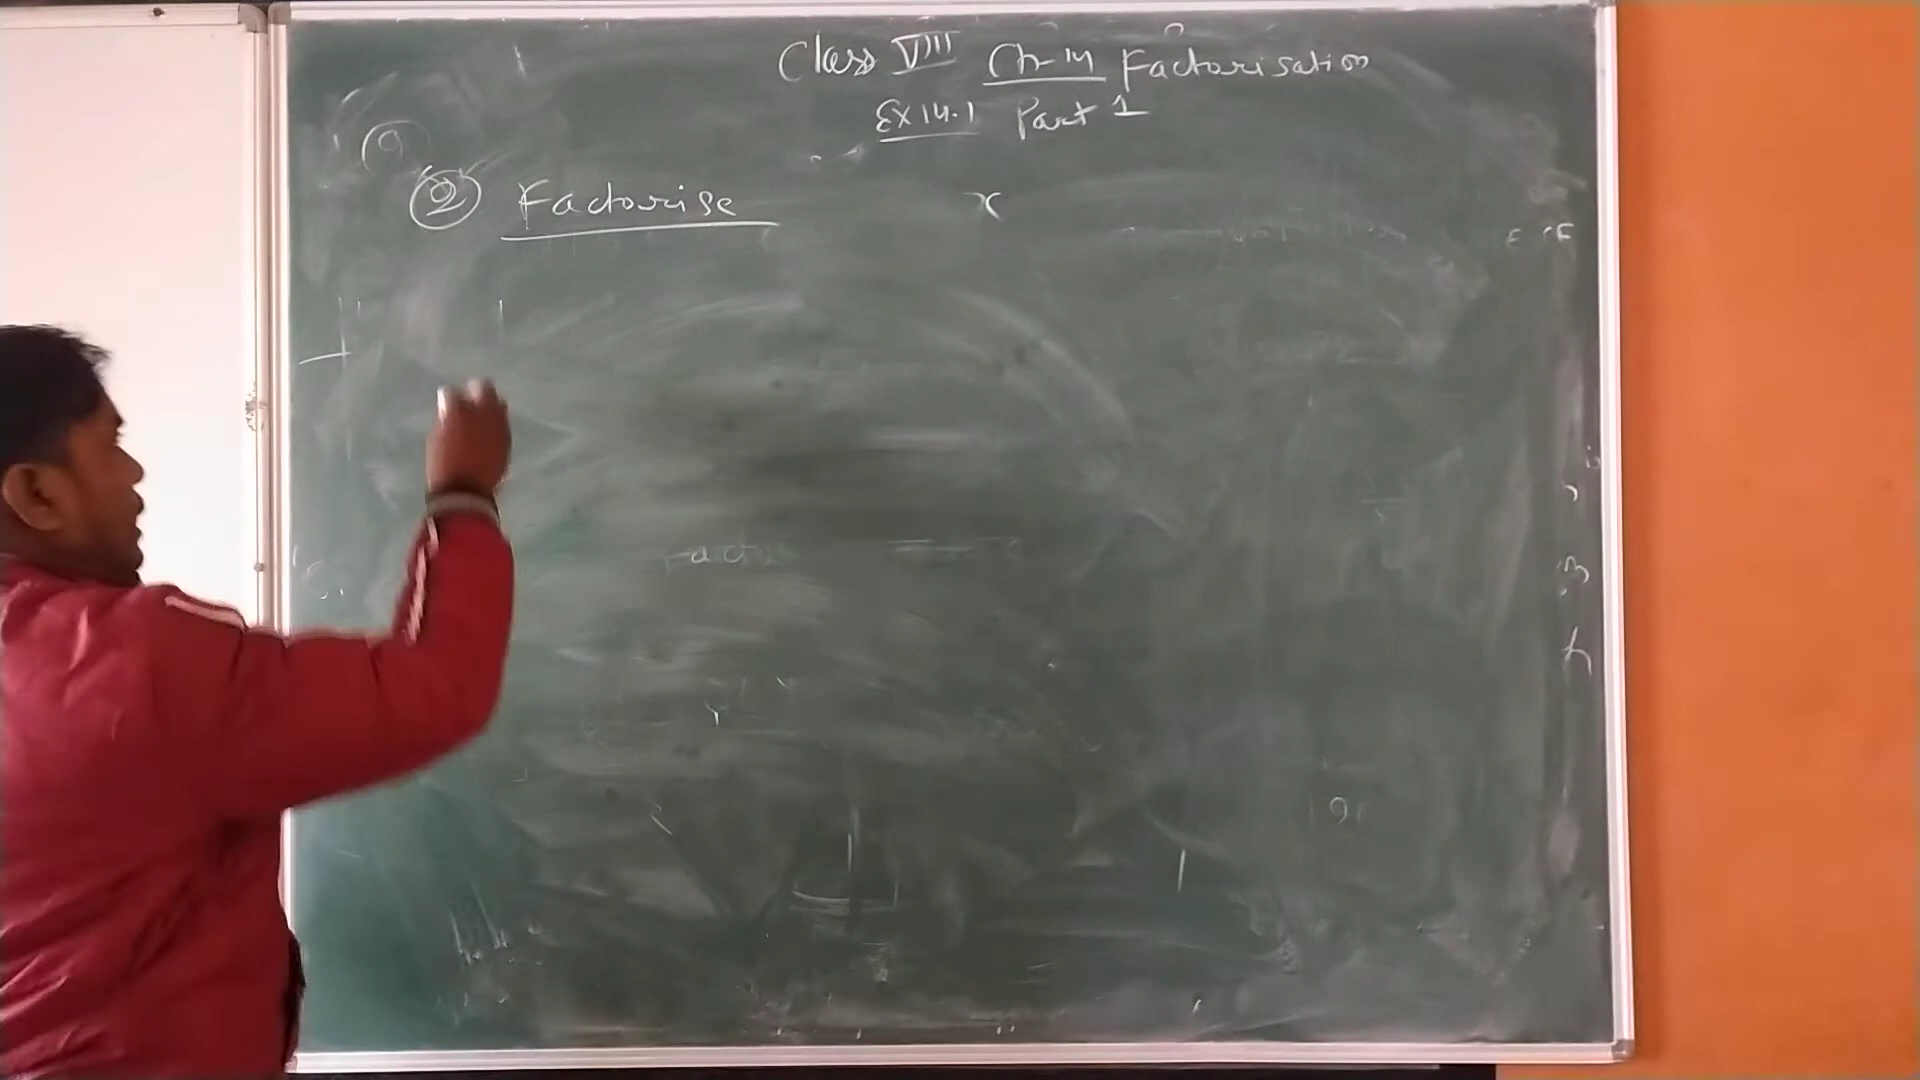 Class VIII Ch-14 Factorisation
Ex 14.1 Part 1
② Factorise x